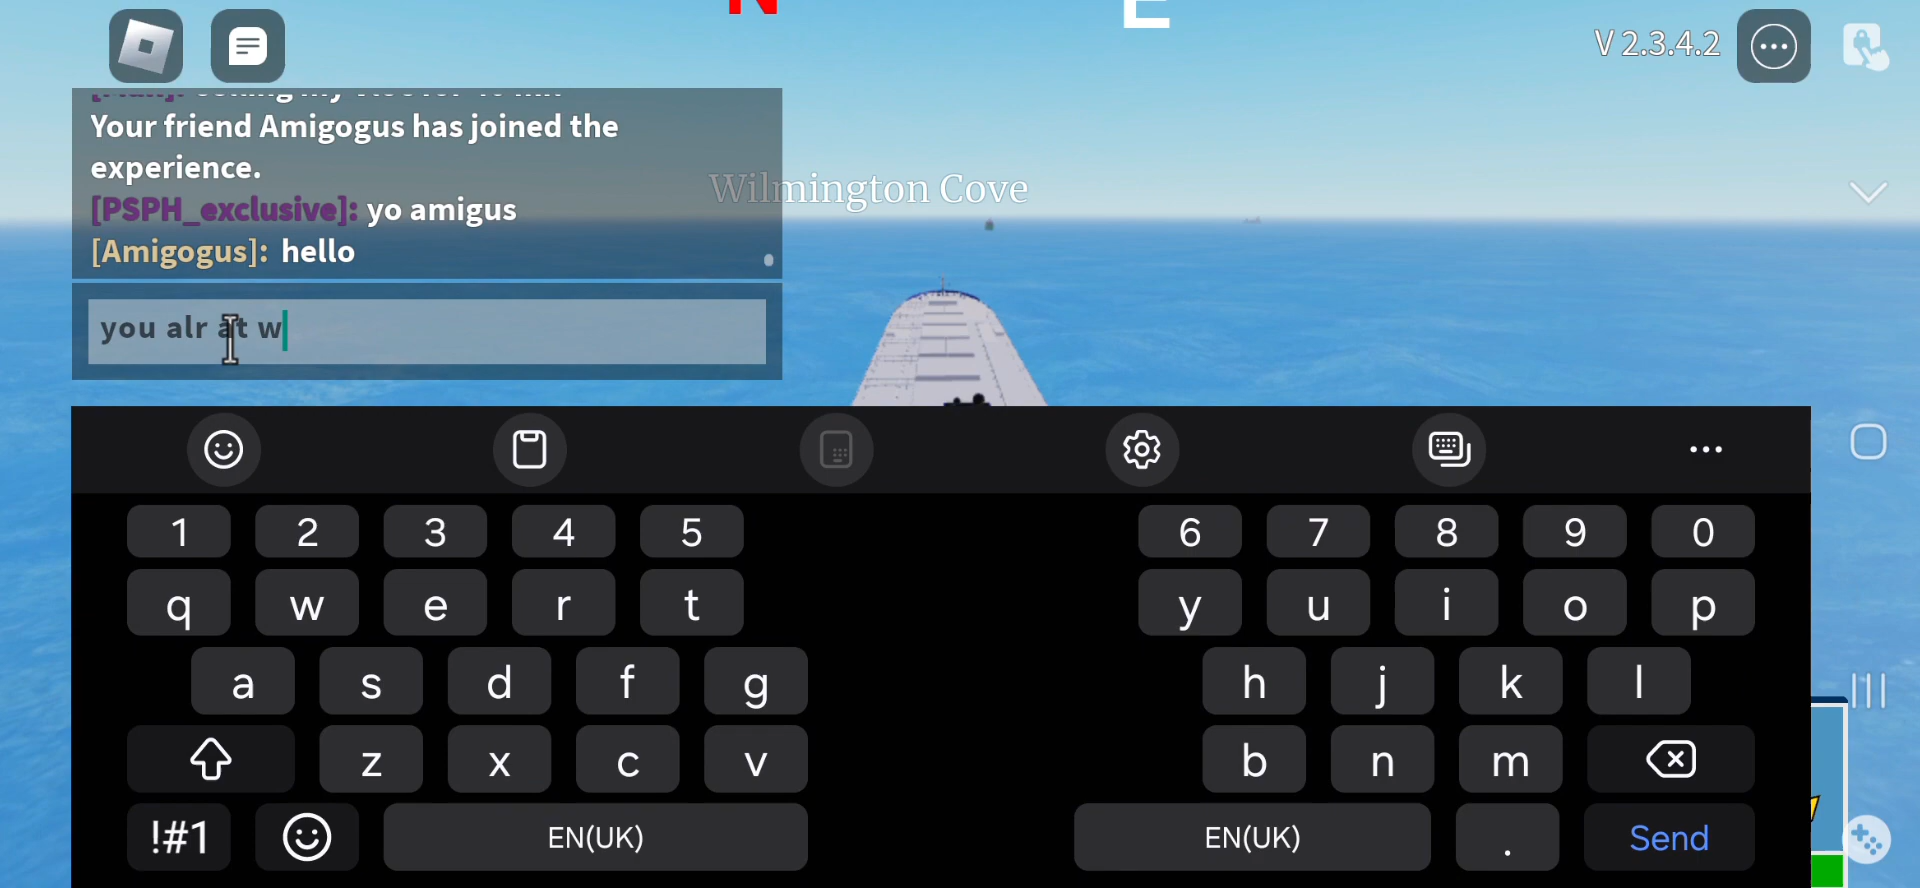 N E
V 2.3.4.2
Your friend Amigogus has joined the
experience.
[PSPH_exclusive]: yo amigus
[Amigogus]: hello
Wilmington Cove
you alr at w
1 2 3 4 5 6 7 8 9 0
q w e r t y u i o p
a s d f g h j k l
z x c v b n m
!#1 EN(UK) EN(UK) . Send